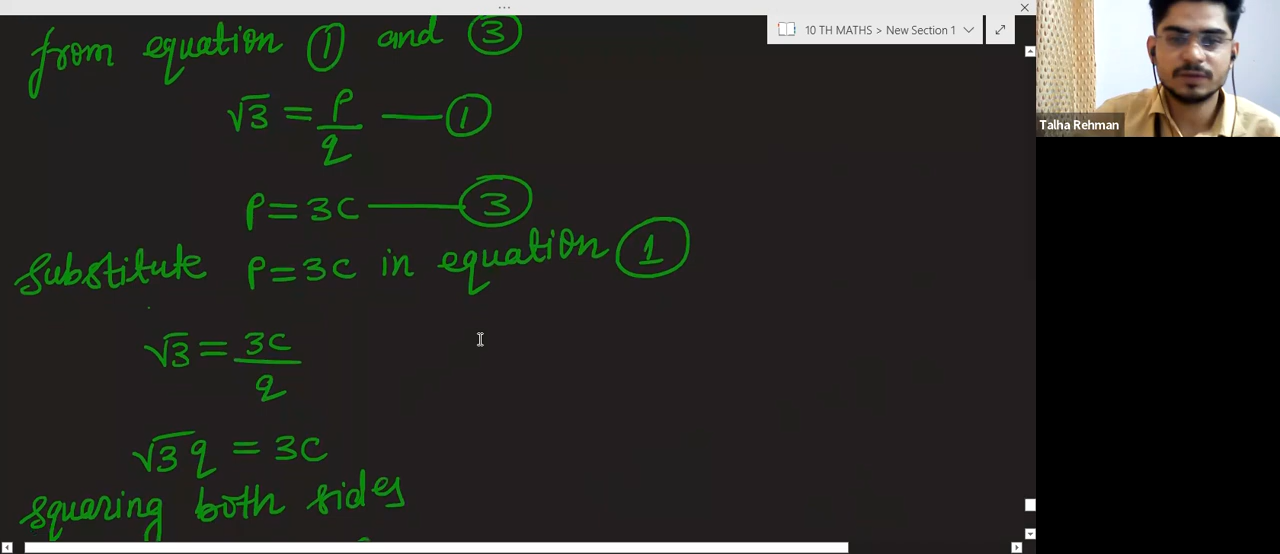 10 TH MATHS > New Section 1
Talha Rehman
from equation ① and ③
√3 = p/q —— ①
p = 3c —— ③
Substitute p = 3c in equation ①
√3 = 3c/q
√3 q = 3c
squaring both sides